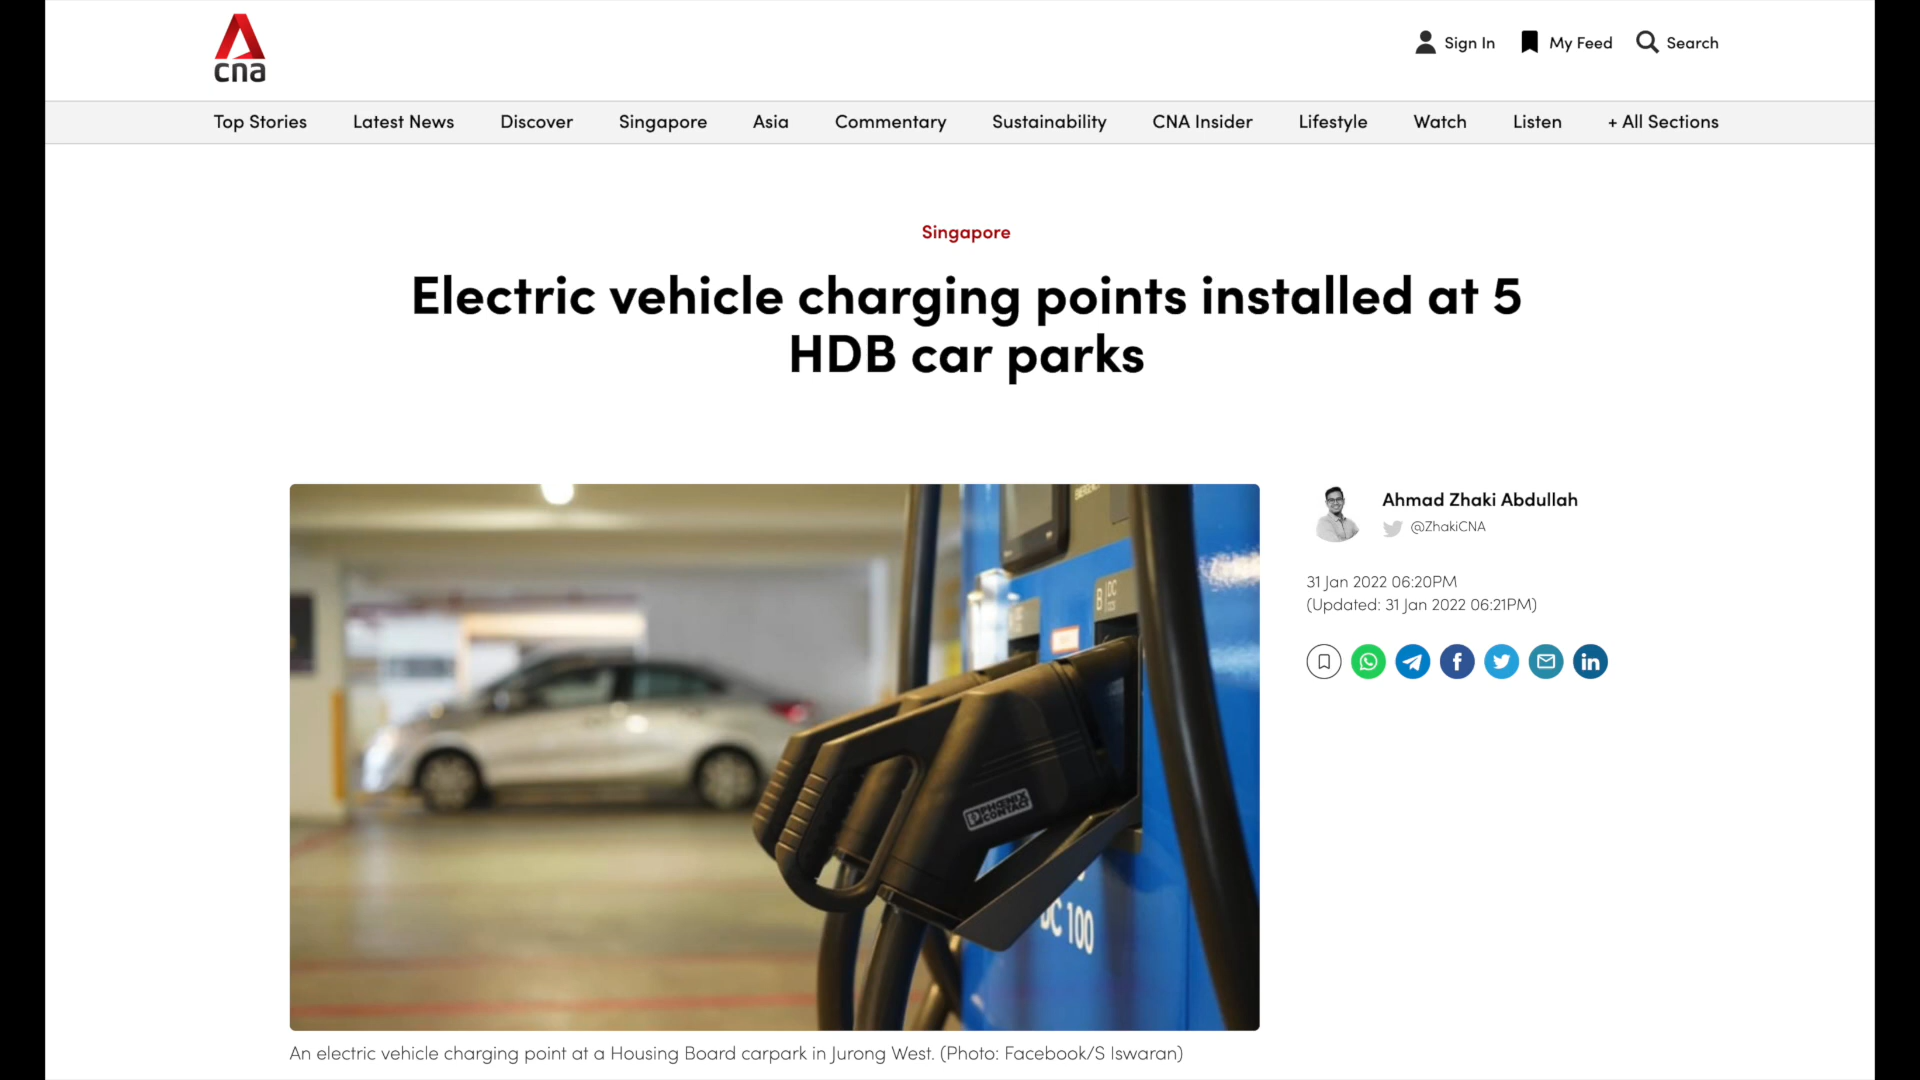 cna
Sign In
My Feed
Search
Top Stories
Latest News
Discover
Singapore
Asia
Commentary
Sustainability
CNA Insider
Lifestyle
Watch
Listen
+ All Sections
Singapore
Electric vehicle charging points installed at 5
HDB car parks
B DC
PHOENIX
CONTACT
DC 100
Ahmad Zhaki Abdullah
@ZhakiCNA
31 Jan 2022 06:20PM
(Updated: 31 Jan 2022 06:21PM)
An electric vehicle charging point at a Housing Board carpark in Jurong West. (Photo: Facebook/S Iswaran)